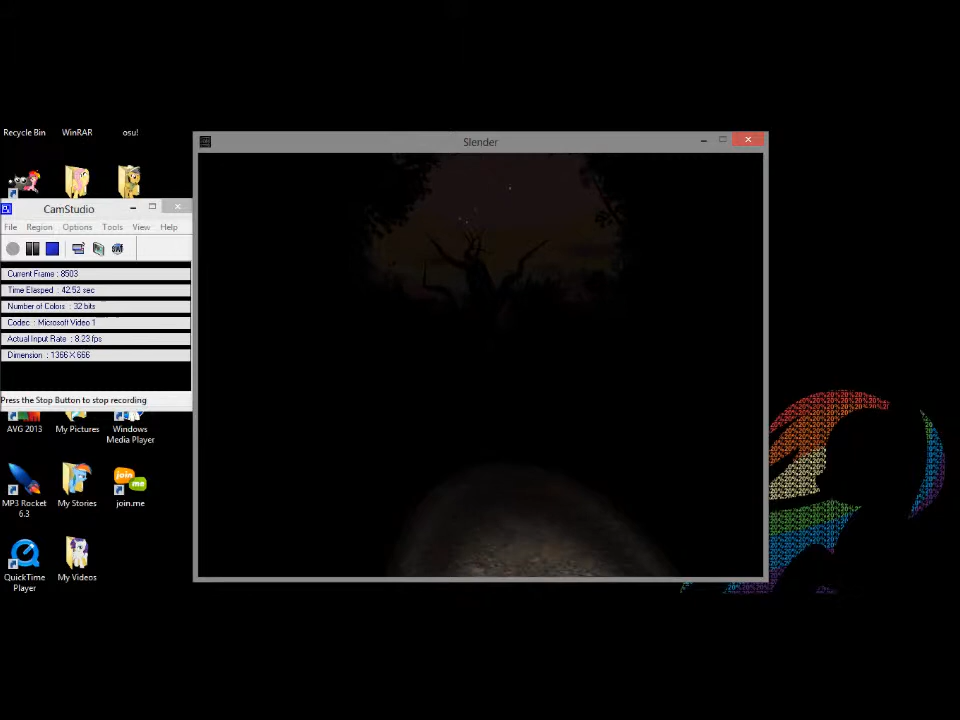 Recycle Bin
WinRAR
osu!
Slender
CamStudio
File Region Options Tools View Help
Current Frame : 8503
Time Elasped : 42.52 sec
Number of Colors : 32 bits
Codec : Microsoft Video 1
Actual Input Rate : 8.23 fps
Dimension : 1366 X 666
Press the Stop Button to stop recording
AVG 2013
My Pictures
Windows
Media Player
MP3 Rocket
6.3
My Stories
join.me
join
me
QuickTime
Player
My Videos